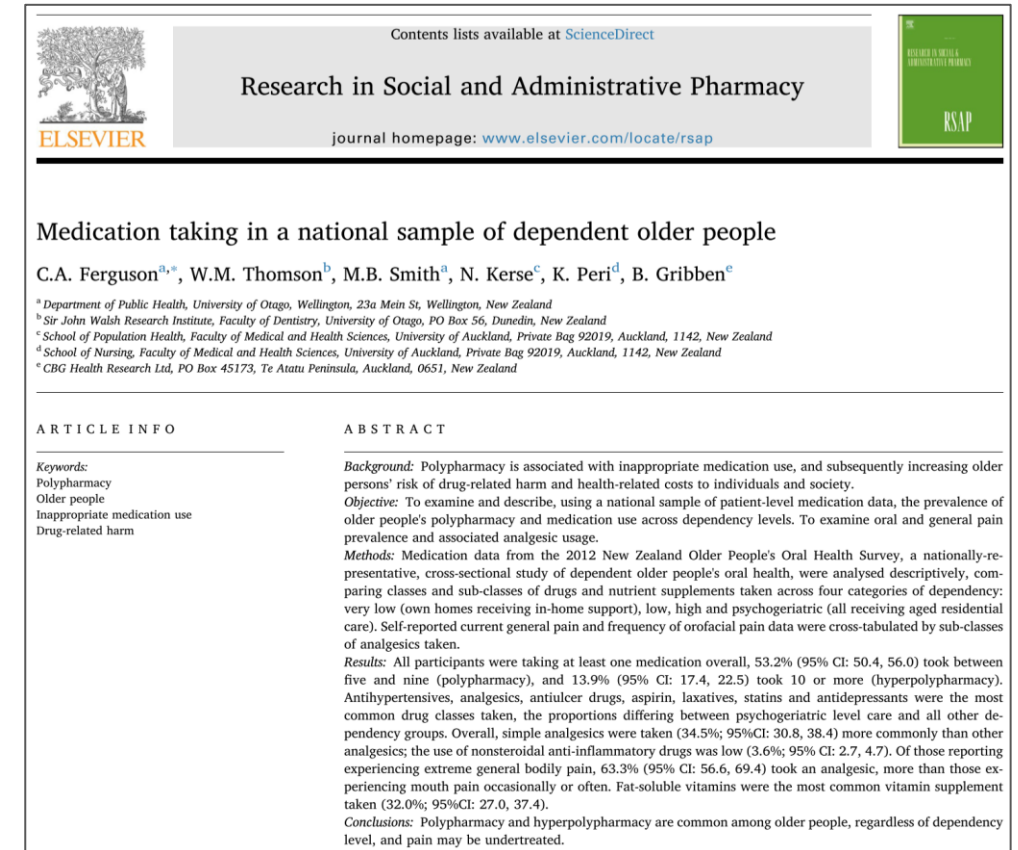 Contents lists available at ScienceDirect
Research in Social and Administrative Pharmacy
journal homepage: www.elsevier.com/locate/rsap
ELSEVIER
RESEARCH IN SOCIAL &
ADMINISTRATIVE PHARMACY
RSAP
Medication taking in a national sample of dependent older people
C.A. Ferguson a,*, W.M. Thomson b, M.B. Smith a, N. Kerse c, K. Peri d, B. Gribben e
a Department of Public Health, University of Otago, Wellington, 23a Mein St, Wellington, New Zealand
b Sir John Walsh Research Institute, Faculty of Dentistry, University of Otago, PO Box 56, Dunedin, New Zealand
c School of Population Health, Faculty of Medical and Health Sciences, University of Auckland, Private Bag 92019, Auckland, 1142, New Zealand
d School of Nursing, Faculty of Medical and Health Sciences, University of Auckland, Private Bag 92019, Auckland, 1142, New Zealand
e CBG Health Research Ltd, PO Box 45173, Te Atatu Peninsula, Auckland, 0651, New Zealand
ARTICLE INFO
Keywords:
Polypharmacy
Older people
Inappropriate medication use
Drug-related harm
ABSTRACT
Background: Polypharmacy is associated with inappropriate medication use, and subsequently increasing older
persons' risk of drug-related harm and health-related costs to individuals and society.
Objective: To examine and describe, using a national sample of patient-level medication data, the prevalence of
older people's polypharmacy and medication use across dependency levels. To examine oral and general pain
prevalence and associated analgesic usage.
Methods: Medication data from the 2012 New Zealand Older People's Oral Health Survey, a nationally-re-
presentative, cross-sectional study of dependent older people's oral health, were analysed descriptively, com-
paring classes and sub-classes of drugs and nutrient supplements taken across four categories of dependency:
very low (own homes receiving in-home support), low, high and psychogeriatric (all receiving aged residential
care). Self-reported current general pain and frequency of orofacial pain data were cross-tabulated by sub-classes
of analgesics taken.
Results: All participants were taking at least one medication overall, 53.2% (95% CI: 50.4, 56.0) took between
five and nine (polypharmacy), and 13.9% (95% CI: 17.4, 22.5) took 10 or more (hyperpolypharmacy).
Antihypertensives, analgesics, antiulcer drugs, aspirin, laxatives, statins and antidepressants were the most
common drug classes taken, the proportions differing between psychogeriatric level care and all other de-
pendency groups. Overall, simple analgesics were taken (34.5%; 95%CI: 30.8, 38.4) more commonly than other
analgesics; the use of nonsteroidal anti-inflammatory drugs was low (3.6%; 95% CI: 2.7, 4.7). Of those reporting
experiencing extreme general bodily pain, 63.3% (95% CI: 56.6, 69.4) took an analgesic, more than those ex-
periencing mouth pain occasionally or often. Fat-soluble vitamins were the most common vitamin supplement
taken (32.0%; 95%CI: 27.0, 37.4).
Conclusions: Polypharmacy and hyperpolypharmacy are common among older people, regardless of dependency
level, and pain may be undertreated.